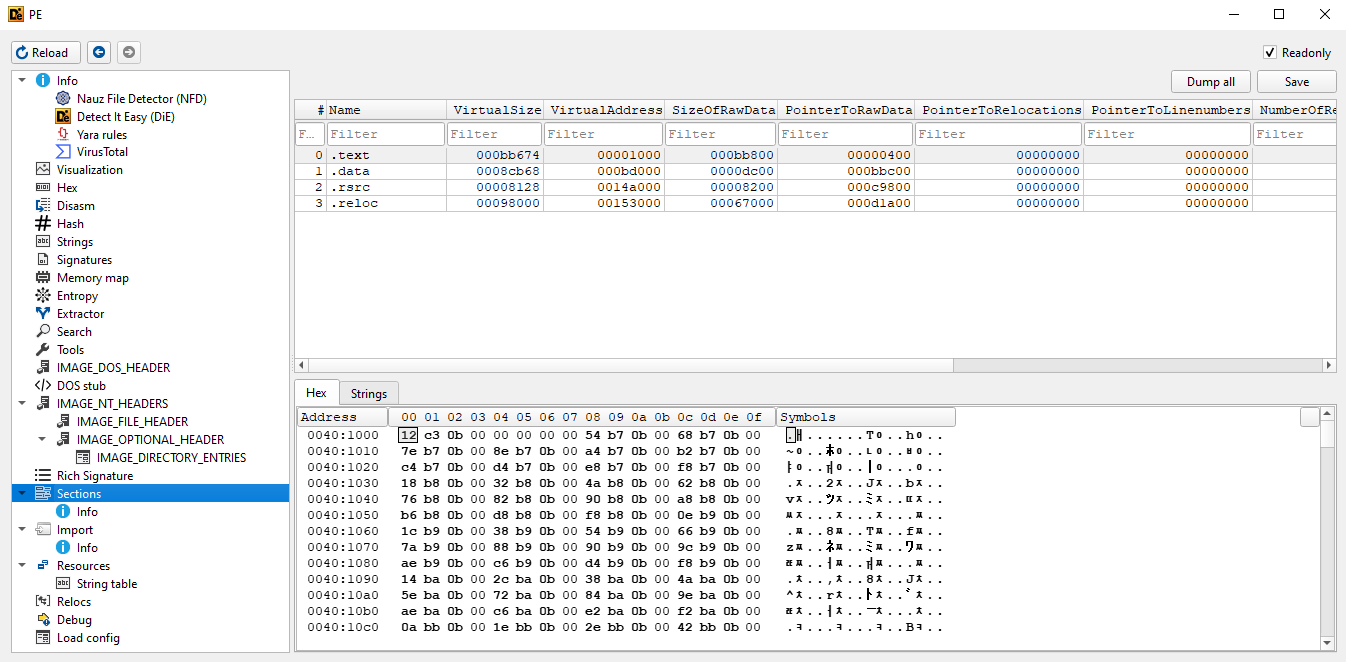 PE
Reload
Readonly
Dump all Save
Info
Nauz File Detector (NFD)
Detect It Easy (DiE)
Yara rules
VirusTotal
Visualization
Hex
Disasm
Hash
Strings
Signatures
Memory map
Entropy
Extractor
Search
Tools
IMAGE_DOS_HEADER
DOS stub
IMAGE_NT_HEADERS
IMAGE_FILE_HEADER
IMAGE_OPTIONAL_HEADER
IMAGE_DIRECTORY_ENTRIES
Rich Signature
Sections
Info
Import
Info
Resources
String table
Relocs
Debug
Load config
# Name VirtualSize VirtualAddress SizeOfRawData PointerToRawData PointerToRelocations PointerToLinenumbers NumberOfRe
F... Filter Filter Filter Filter Filter Filter Filter Filter
0 .text 000bb674 00001000 000bb800 00000400 00000000 00000000
1 .data 0008cb68 000bd000 0000dc00 000bbc00 00000000 00000000
2 .rsrc 00008128 0014a000 00008200 000c9800 00000000 00000000
3 .reloc 00098000 00153000 00067000 000d1a00 00000000 00000000
Hex Strings
Address 00 01 02 03 04 05 06 07 08 09 0a 0b 0c 0d 0e 0f Symbols
0040:1000 12 c3 0b 00 00 00 00 00 54 b7 0b 00 68 b7 0b 00
0040:1010 7e b7 0b 00 8e b7 0b 00 a4 b7 0b 00 b2 b7 0b 00
0040:1020 c4 b7 0b 00 d4 b7 0b 00 e8 b7 0b 00 f8 b7 0b 00
0040:1030 18 b8 0b 00 32 b8 0b 00 4a b8 0b 00 62 b8 0b 00
0040:1040 76 b8 0b 00 82 b8 0b 00 90 b8 0b 00 a8 b8 0b 00
0040:1050 b6 b8 0b 00 d8 b8 0b 00 f8 b8 0b 00 0e b9 0b 00
0040:1060 1c b9 0b 00 38 b9 0b 00 54 b9 0b 00 66 b9 0b 00
0040:1070 7a b9 0b 00 88 b9 0b 00 90 b9 0b 00 9c b9 0b 00
0040:1080 ae b9 0b 00 c6 b9 0b 00 d4 b9 0b 00 f8 b9 0b 00
0040:1090 14 ba 0b 00 2c ba 0b 00 38 ba 0b 00 4a ba 0b 00
0040:10a0 5e ba 0b 00 72 ba 0b 00 84 ba 0b 00 9e ba 0b 00
0040:10b0 ae ba 0b 00 c6 ba 0b 00 e2 ba 0b 00 f2 ba 0b 00
0040:10c0 0a bb 0b 00 1e bb 0b 00 2e bb 0b 00 42 bb 0b 00